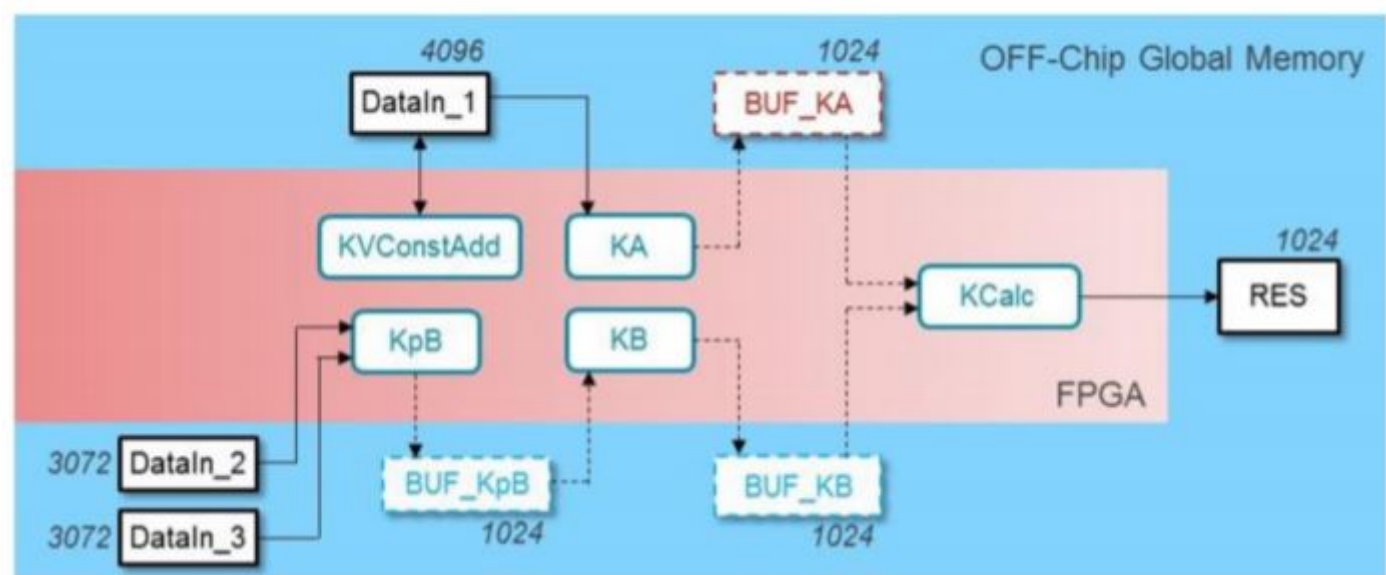 4096
DataIn_1
1024
BUF_KA
OFF-Chip Global Memory
KVConstAdd
KA
1024
RES
KCalc
KpB
KB
FPGA
3072 DataIn_2
BUF_KpB
1024
BUF_KB
1024
3072 DataIn_3